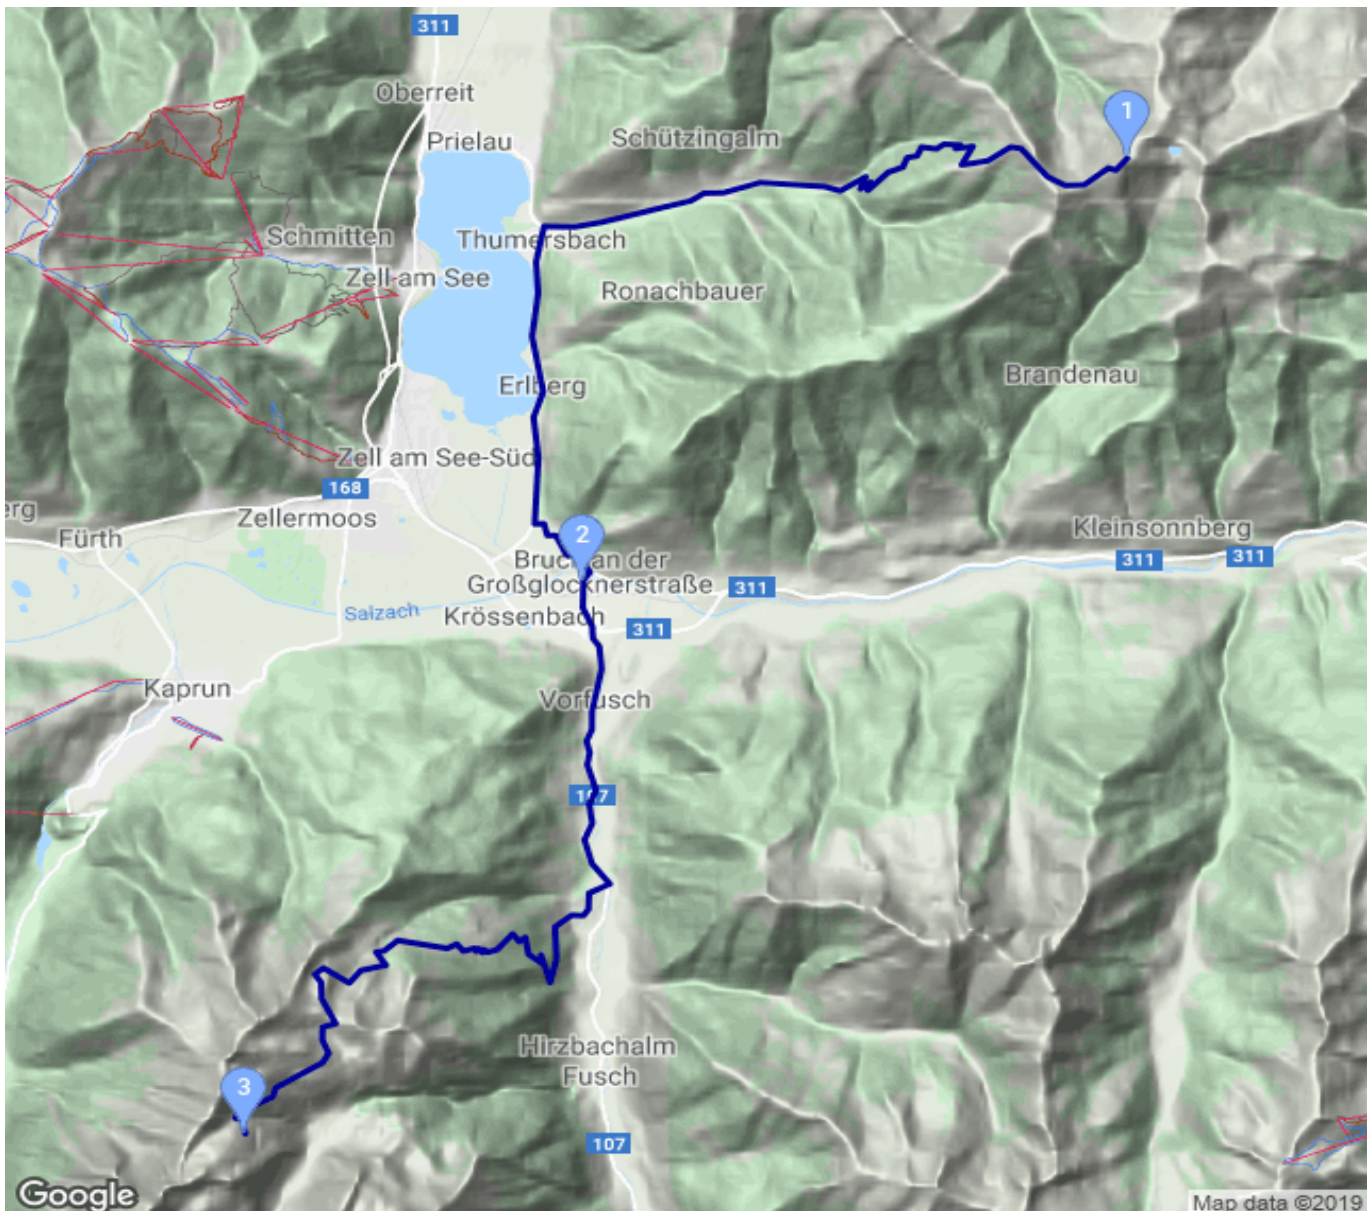 311
Oberreit
1
Prielau
Schützingalm
Schmitten
Thumersbach
Zell am See
Ronachbauer
Erlberg
Brandenau
Zell am See-Süd
168
erg
Zellermoos
Fürth
2
Kleinsonnberg
Bruck an der
Großglocknerstraße
311
311
311
Salzach
Krössenbach
311
Kaprun
Vorfusch
107
Hirzbachalm
Fusch
3
107
Google
Map data ©2019